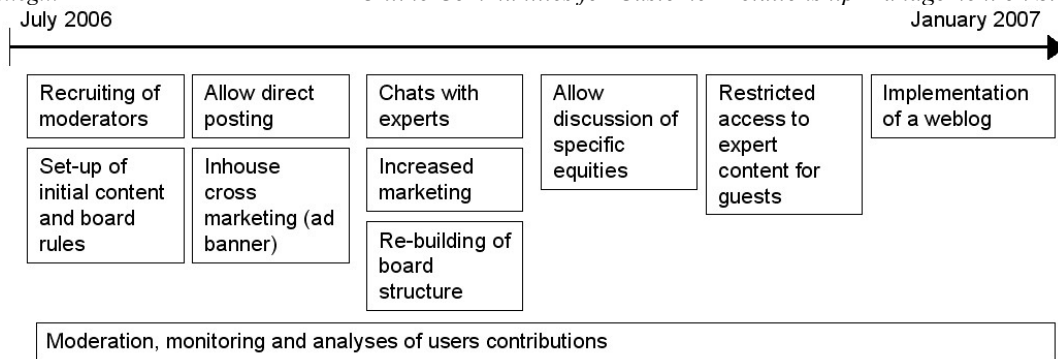 July 2006
January 2007
Recruiting of
moderators
Set-up of
initial content
and board
rules
Allow direct
posting
Inhouse
cross
marketing (ad
banner)
Chats with
experts
Increased
marketing
Re-building of
board
structure
Allow
discussion of
specific
equities
Restricted
access to
expert
content for
guests
Implementation
of a weblog
Moderation, monitoring and analyses of users contributions